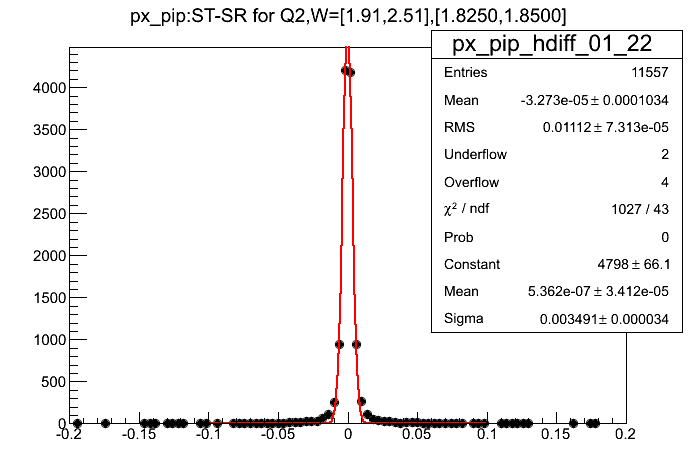 px_pip:ST-SR for Q2,W=[1.91,2.51],[1.8250,1.8500]
px_pip_hdiff_01_22
Entries 11557
Mean -3.273e-05 ± 0.0001034
RMS 0.01112 ± 7.313e-05
Underflow 2
Overflow 4
χ² / ndf 1027 / 43
Prob 0
Constant 4798 ± 66.1
Mean 5.362e-07 ± 3.412e-05
Sigma 0.003491 ± 0.000034
4000
3500
3000
2500
2000
1500
1000
500
0
-0.2 -0.15 -0.1 -0.05 0 0.05 0.1 0.15 0.2